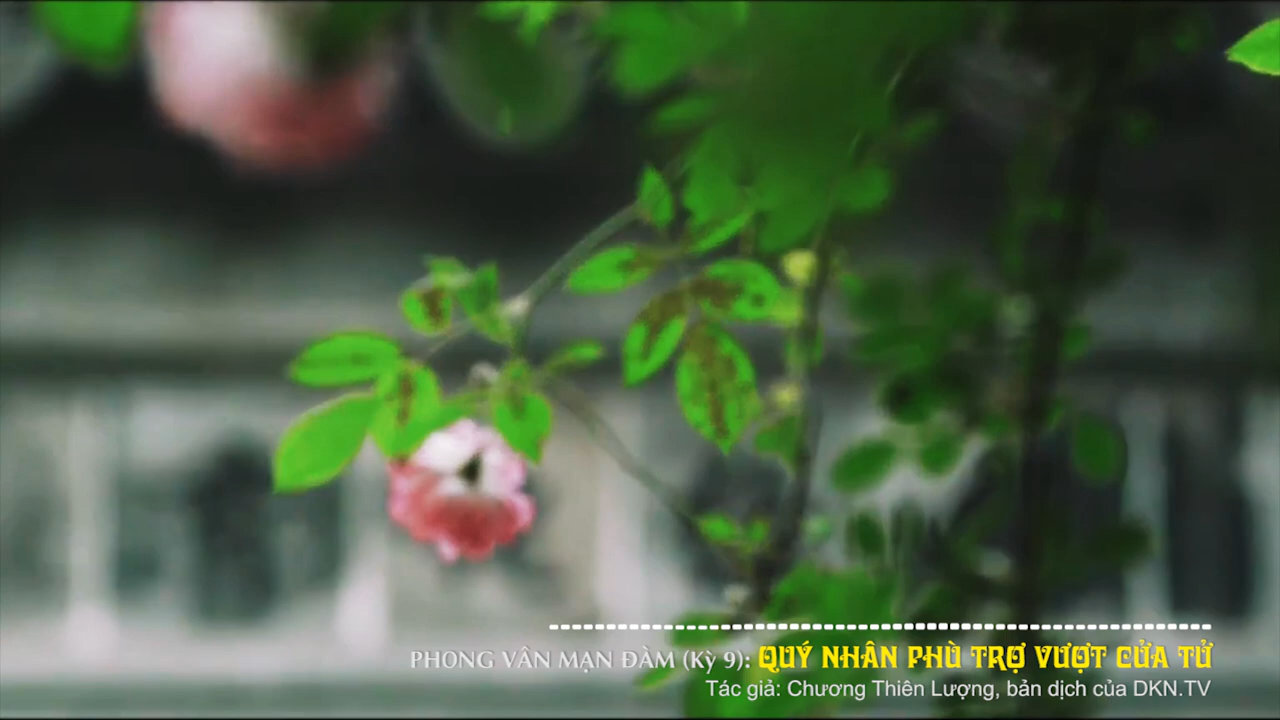 PHONG VÂN MẠN ĐÀM (Kỳ 9): QUÝ NHÂN PHÙ TRỢ VƯỢT CỬA TỬ
Tác giả: Chương Thiên Lượng, bản dịch của DKN.TV